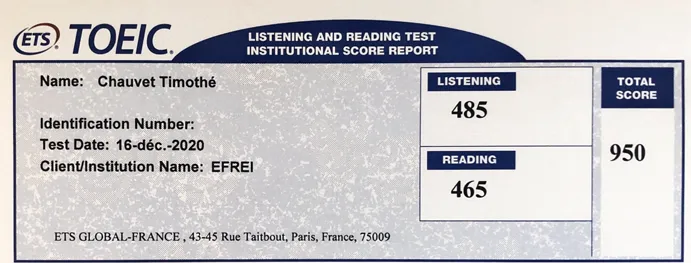 ETS® TOEIC®
LISTENING AND READING TEST
INSTITUTIONAL SCORE REPORT
Name: Chauvet Timothé
Identification Number:
Test Date: 16-déc.-2020
Client/Institution Name: EFREI
ETS GLOBAL-FRANCE , 43-45 Rue Taitbout, Paris, France, 75009
LISTENING
485
READING
465
TOTAL
SCORE
950